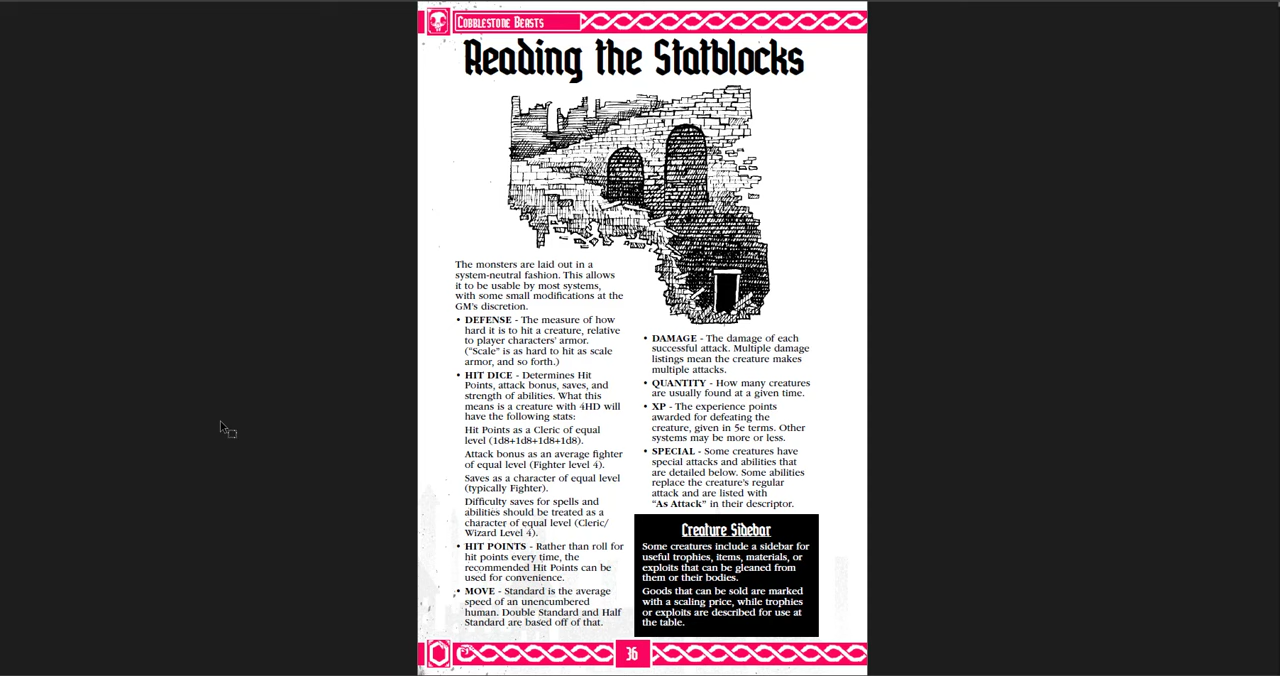 Cobblestone Beasts
Reading the Statblocks
The monsters are laid out in a
system-neutral fashion. This allows
it to be usable by most systems,
with some small modifications at the
GM's discretion.
• DEFENSE - The measure of how
hard it is to hit a creature, relative
to player characters' armor.
("Scale" is as hard to hit as scale
armor, and so forth.)
• HIT DICE - Determines Hit
Points, attack bonus, saves, and
strength of abilities. What this
means is a creature with 4HD will
have the following stats:
Hit Points as a Cleric of equal
level (1d8+1d8+1d8+1d8).
Attack bonus as an average fighter
of equal level (Fighter level 4).
Saves as a character of equal level
(typically Fighter).
Difficulty saves for spells and
abilities should be treated as a
character of equal level (Cleric/
Wizard Level 4).
• HIT POINTS - Rather than roll for
hit points every time, the
recommended Hit Points can be
used for convenience.
• MOVE - Standard is the average
speed of an unencumbered
human. Double Standard and Half
Standard are based off of that.
• DAMAGE - The damage of each
successful attack. Multiple damage
listings mean the creature makes
multiple attacks.
• QUANTITY - How many creatures
are usually found at a given time.
• XP - The experience points
awarded for defeating the
creature, given in 5e terms. Other
systems may be more or less.
• SPECIAL - Some creatures have
special attacks and abilities that
are detailed below. Some abilities
replace the creature's regular
attack and are listed with
"As Attack" in their descriptor.
Creature Sidebar
Some creatures include a sidebar for
useful trophies, items, materials, or
exploits that can be gleaned from
them or their bodies.
Goods that can be sold are marked
with a scaling price, while trophies
or exploits are described for use at
the table.
36